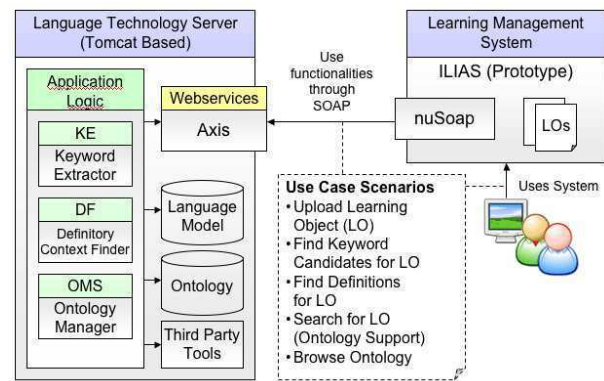 Language Technology Server
(Tomcat Based)
Application
Logic
KE
Keyword
Extractor
DF
Definitory
Context Finder
OMS
Ontology
Manager
Webservices
Axis
Language
Model
Ontology
Third Party
Tools
Use
functionalities
through
SOAP
Learning Management
System
ILIAS (Prototype)
nuSoap
LOs
Uses System
Use Case Scenarios
•Upload Learning
Object (LO)
•Find Keyword
Candidates for LO
•Find Definitions
for LO
•Search for LO
(Ontology Support)
•Browse Ontology